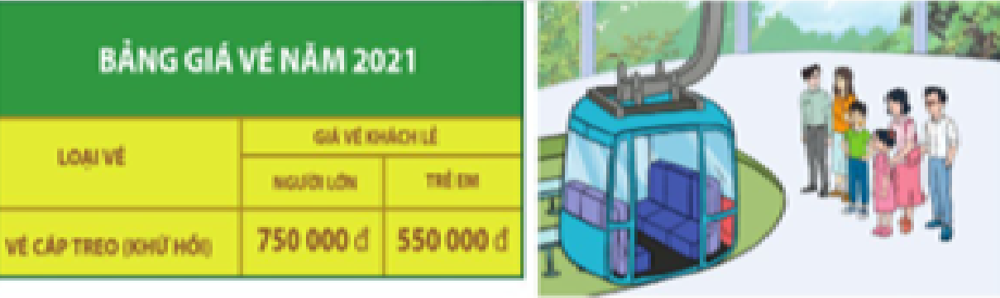 BẢNG GIÁ VÉ NĂM 2021
LOẠI VÉ
GIÁ VÉ KHÁCH LẺ
NGƯỜI LỚN
TRẺ EM
VÉ CÁP TREO (KHỨ HỒI)
750 000 đ
550 000 đ